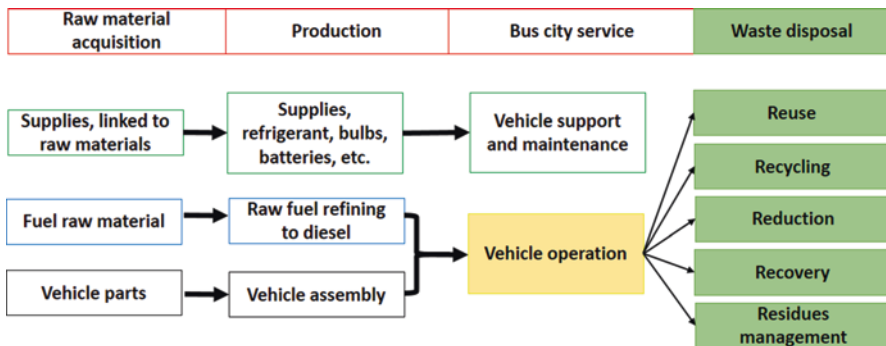 Raw material
acquisition
Production
Bus city service
Waste disposal
Supplies, linked to
raw materials
Supplies,
refrigerant, bulbs,
batteries, etc.
Vehicle support
and maintenance
Reuse
Recycling
Fuel raw material
Raw fuel refining
to diesel
Vehicle operation
Reduction
Vehicle parts
Vehicle assembly
Recovery
Residues
management